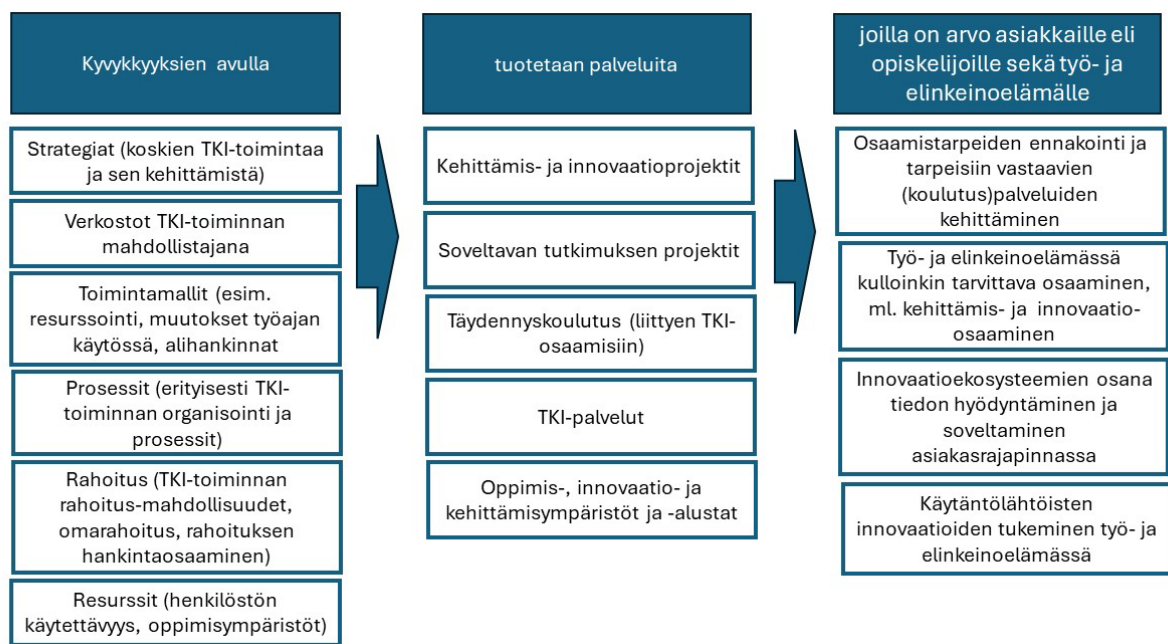 Kyvykkyyksien avulla
Strategiat (koskien TKI-toimintaa
ja sen kehittämistä)
Verkostot TKI-toiminnan
mahdollistajana
Toimintamallit (esim.
resurssointi, muutokset työajan
käytössä, alihankinnat
Prosessit (erityisesti TKI-
toiminnan organisointi ja
prosessit)
Rahoitus (TKI-toiminnan
rahoitus-mahdollisuudet,
omarahoitus, rahoituksen
hankintaosaaminen)
Resurssit (henkilöstön
käytettävyys, oppimisympäristöt)
tuotetaan palveluita
Kehittämis- ja innovaatioprojektit
Soveltavan tutkimuksen projektit
Täydennyskoulutus (liittyen TKI-
osaamisiin)
TKI-palvelut
Oppimis-, innovaatio- ja
kehittämisympäristöt ja -alustat
joilla on arvo asiakkaille eli
opiskelijoille sekä työ- ja
elinkeinoelämälle
Osaamistarpeiden ennakointi ja
tarpeisiin vastaavien
(koulutus)palveluiden
kehittäminen
Työ- ja elinkeinoelämässä
kulloinkin tarvittava osaaminen,
ml. kehittämis- ja innovaatio-
osaaminen
Innovaatioekosysteemien osana
tiedon hyödyntäminen ja
soveltaminen
asiakasrajapinnassa
Käytäntölähtöisten
innovaatioiden tukeminen työ- ja
elinkeinoelämässä